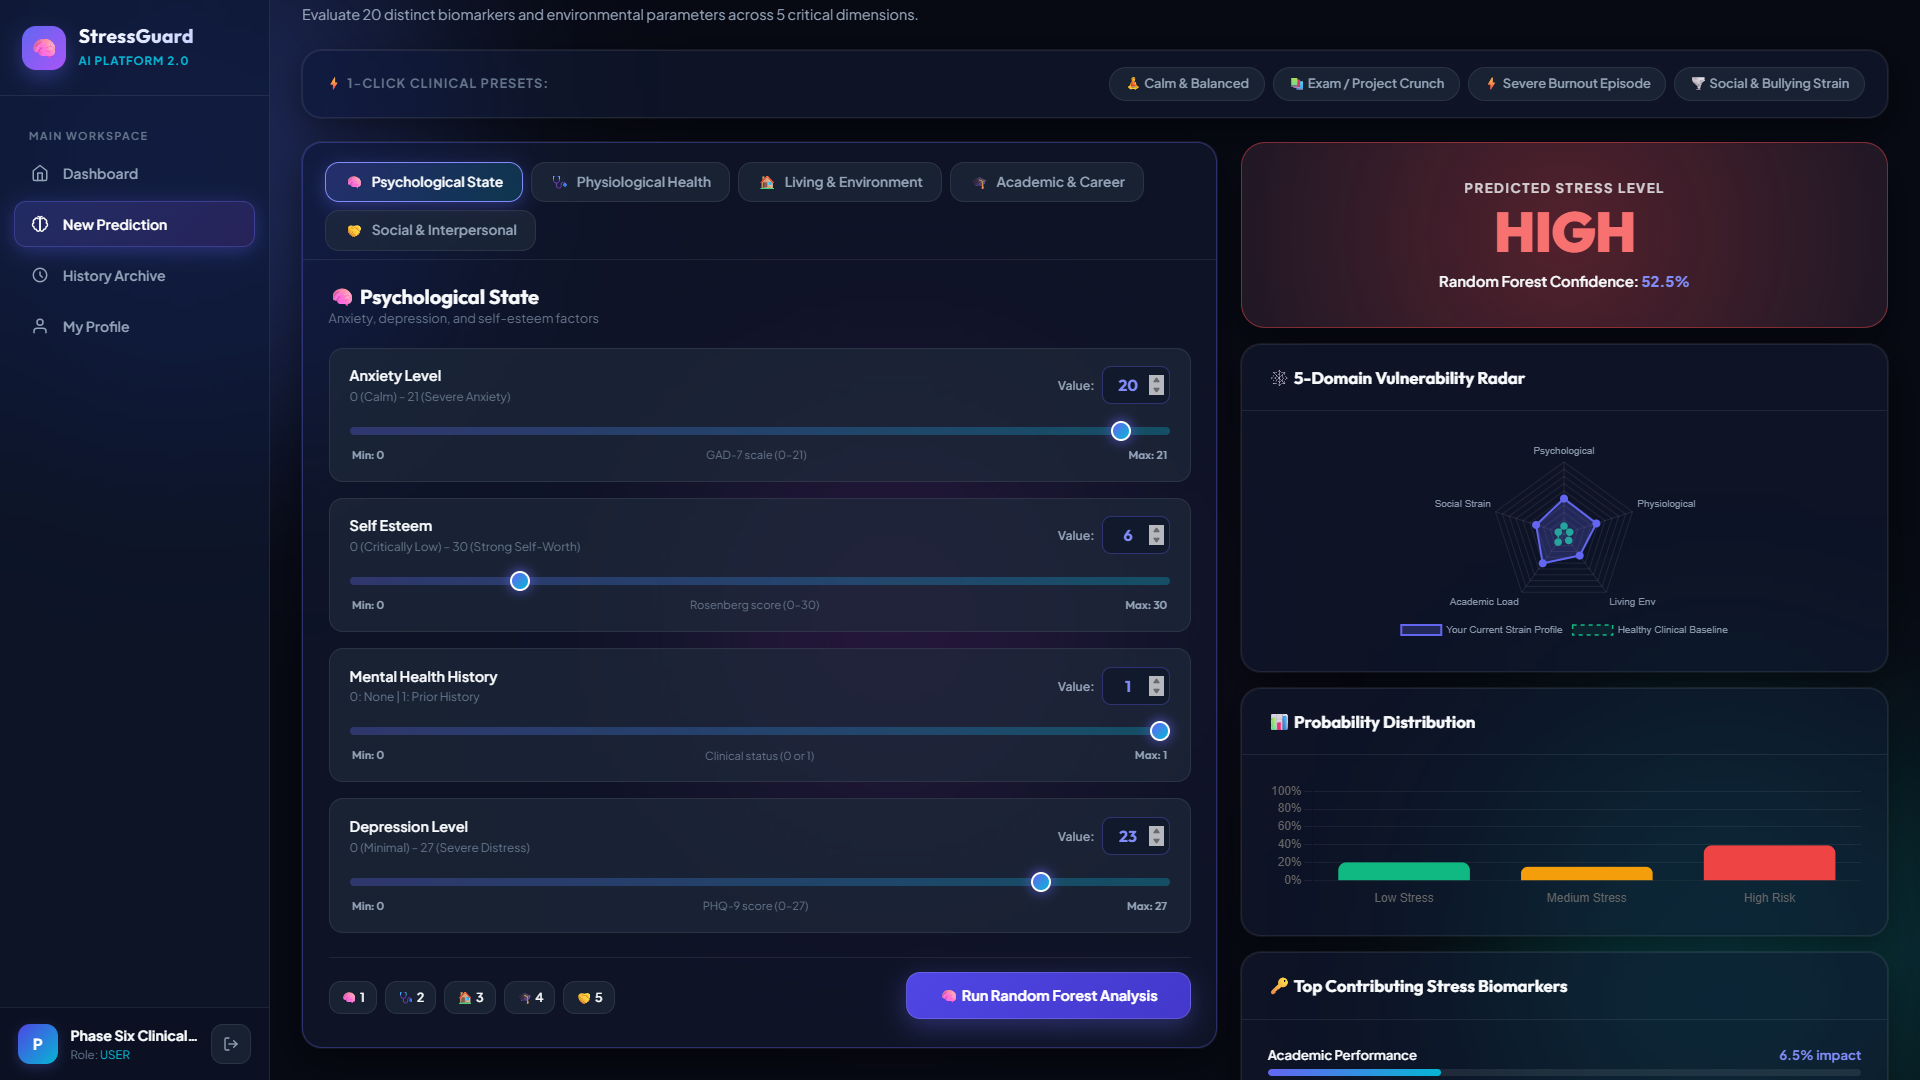 StressGuard
AI PLATFORM 2.0
MAIN WORKSPACE
Dashboard
New Prediction
History Archive
My Profile
P
Phase Six Clinical...
Role: USER
Evaluate 20 distinct biomarkers and environmental parameters across 5 critical dimensions.
1-CLICK CLINICAL PRESETS:
Calm & Balanced
Exam / Project Crunch
Severe Burnout Episode
Social & Bullying Strain
Psychological State
Physiological Health
Living & Environment
Academic & Career
Social & Interpersonal
Psychological State
Anxiety, depression, and self-esteem factors
Anxiety Level
0 (Calm) – 21 (Severe Anxiety)
Value: 20
Min: 0
GAD-7 scale (0–21)
Max: 21
Self Esteem
0 (Critically Low) – 30 (Strong Self-Worth)
Value: 6
Min: 0
Rosenberg score (0–30)
Max: 30
Mental Health History
0: None | 1: Prior History
Value: 1
Min: 0
Clinical status (0 or 1)
Max: 1
Depression Level
0 (Minimal) – 27 (Severe Distress)
Value: 23
Min: 0
PHQ-9 score (0–27)
Max: 27
1
2
3
4
5
Run Random Forest Analysis
PREDICTED STRESS LEVEL
HIGH
Random Forest Confidence: 52.5%
5-Domain Vulnerability Radar
Psychological
Physiological
Living Env
Academic Load
Social Strain
Your Current Strain Profile
Healthy Clinical Baseline
Probability Distribution
100%
80%
60%
40%
20%
0%
Low Stress
Medium Stress
High Risk
Top Contributing Stress Biomarkers
Academic Performance
6.5% impact